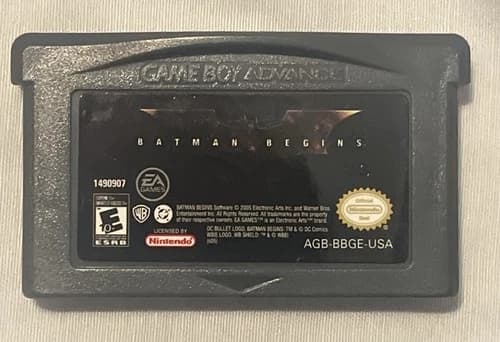 GAME BOY ADVANCE
BATMAN BEGINS
EA
GAMES
1490907
E
ESRB
WB
DC
BATMAN BEGINS Software © 2005 Electronic Arts Inc. and Warner Bros.
Entertainment Inc. All Rights Reserved. All trademarks are the property
of their respective owners. EA GAMES™ is an Electronic Arts™ brand.
LICENSED BY
Nintendo
DC BULLET LOGO, BATMAN BEGINS: TM & © DC Comics
WBIE LOGO, WB SHIELD: ™ & © WBEI
(s05)
Official
Nintendo
Seal
AGB-BBGE-USA